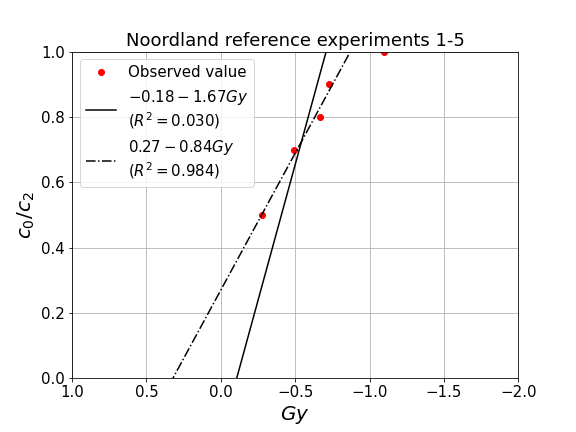 Noordland reference experiments 1-5
Observed value
−0.18 − 1.67Gy
(R² = 0.030)
0.27 − 0.84Gy
(R² = 0.984)
1.0
0.8
0.6
0.4
0.2
0.0
c₀/c₂
1.0 0.5 0.0 −0.5 −1.0 −1.5 −2.0
Gy